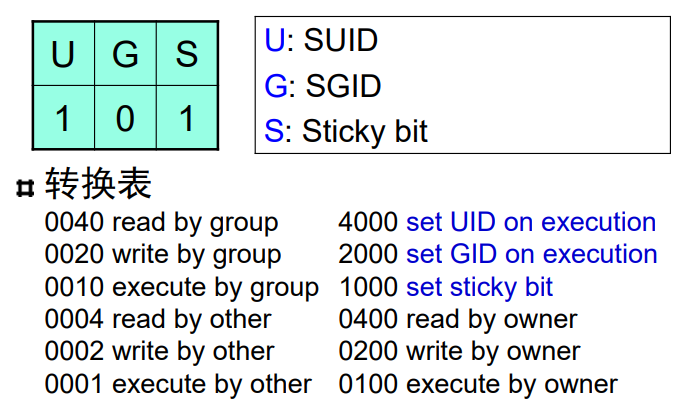 U G S
1 0 1
U: SUID
G: SGID
S: Sticky bit
转换表
0040 read by group 4000 set UID on execution
0020 write by group 2000 set GID on execution
0010 execute by group 1000 set sticky bit
0004 read by other 0400 read by owner
0002 write by other 0200 write by owner
0001 execute by other 0100 execute by owner